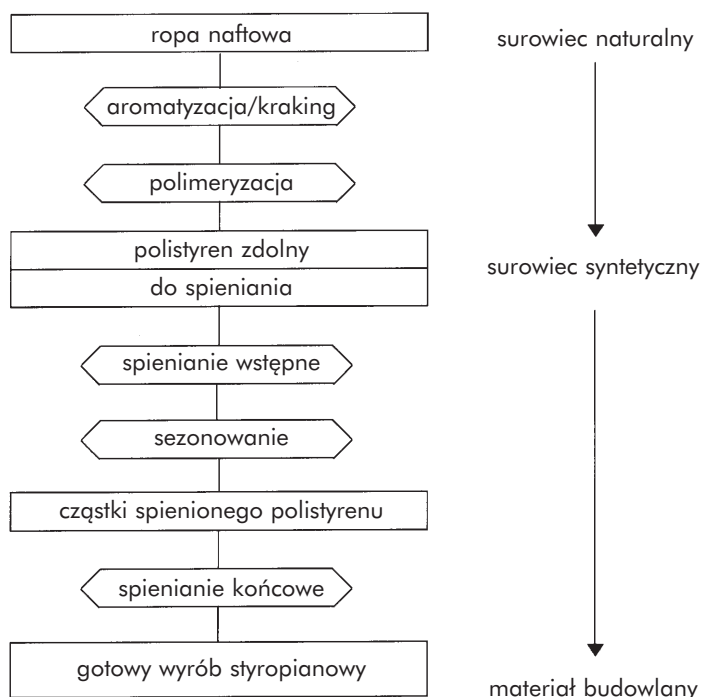 ropa naftowa
surowiec naturalny
aromatyzacja/kraking
polimeryzacja
polistyren zdolny
do spieniania
surowiec syntetyczny
spienianie wstępne
sezonowanie
cząstki spienionego polistyrenu
spienianie końcowe
gotowy wyrób styropianowy
materiał budowlany